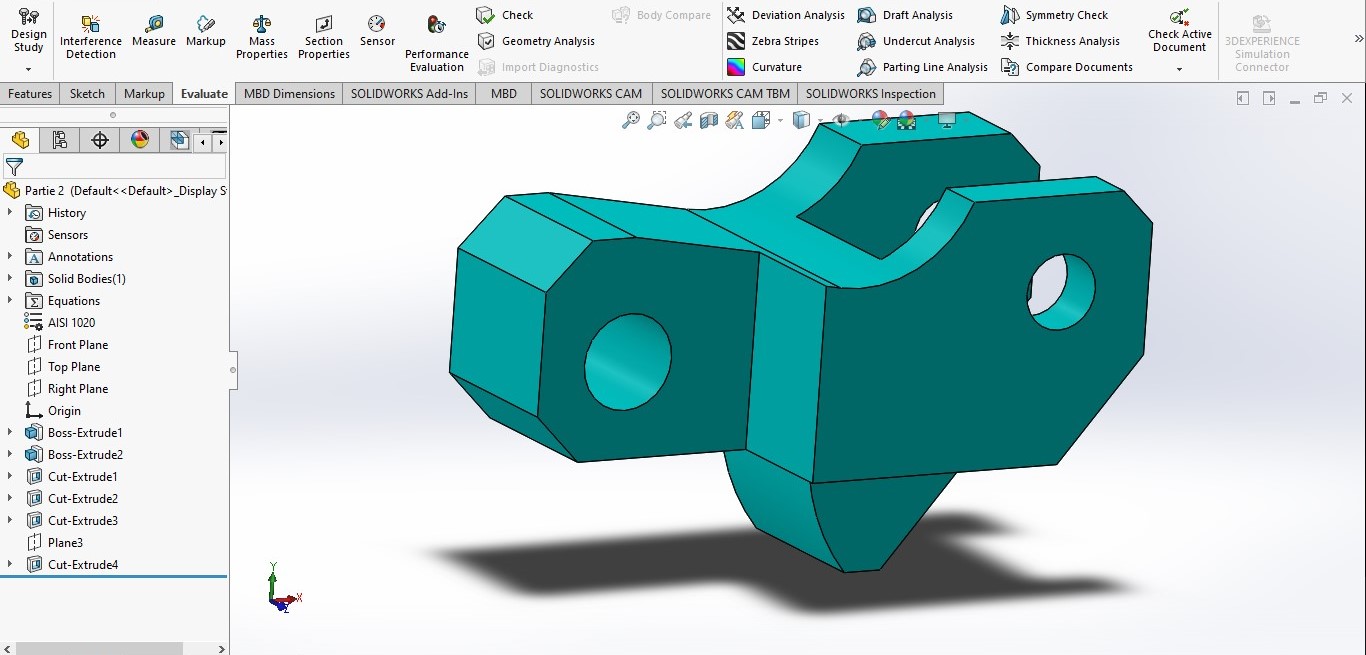 Design Study
Interference Detection
Measure
Markup
Mass Properties
Section Properties
Sensor
Performance Evaluation
Check
Geometry Analysis
Import Diagnostics
Body Compare
Deviation Analysis
Zebra Stripes
Curvature
Draft Analysis
Undercut Analysis
Parting Line Analysis
Symmetry Check
Thickness Analysis
Compare Documents
Check Active Document
3DEXPERIENCE Simulation Connector
Features
Sketch
Markup
Evaluate
MBD Dimensions
SOLIDWORKS Add-Ins
MBD
SOLIDWORKS CAM
SOLIDWORKS CAM TBM
SOLIDWORKS Inspection
Partie 2 (Default<<Default>_Display S
History
Sensors
Annotations
Solid Bodies(1)
Equations
AISI 1020
Front Plane
Top Plane
Right Plane
Origin
Boss-Extrude1
Boss-Extrude2
Cut-Extrude1
Cut-Extrude2
Cut-Extrude3
Plane3
Cut-Extrude4
Y
X
Z